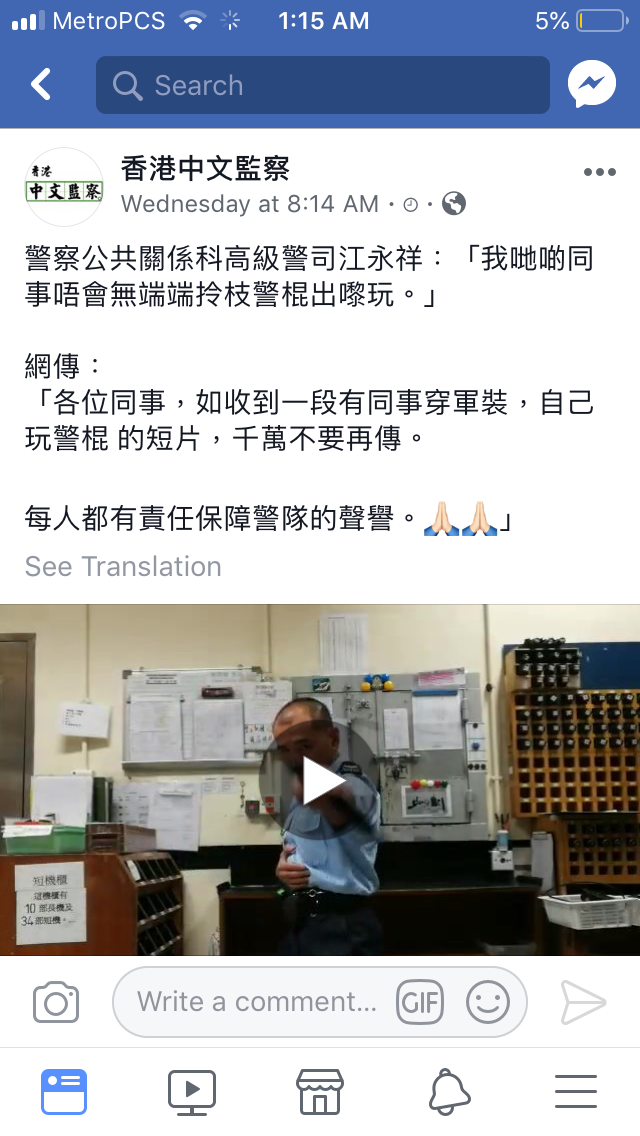 MetroPCS 1:15 AM 5%
Search
香港
中文監察
香港中文監察
Wednesday at 8:14 AM
警察公共關係科高級警司江永祥：「我哋啲同
事唔會無端端拎枝警棍出嚟玩。」
網傳：
「各位同事，如收到一段有同事穿軍裝，自己
玩警棍 的短片，千萬不要再傳。
每人都有責任保障警隊的聲譽。🙏🏻🙏🏻」
See Translation
短機櫃
這機櫃有
10 部長機及
34 部短機。
Write a comment...
GIF